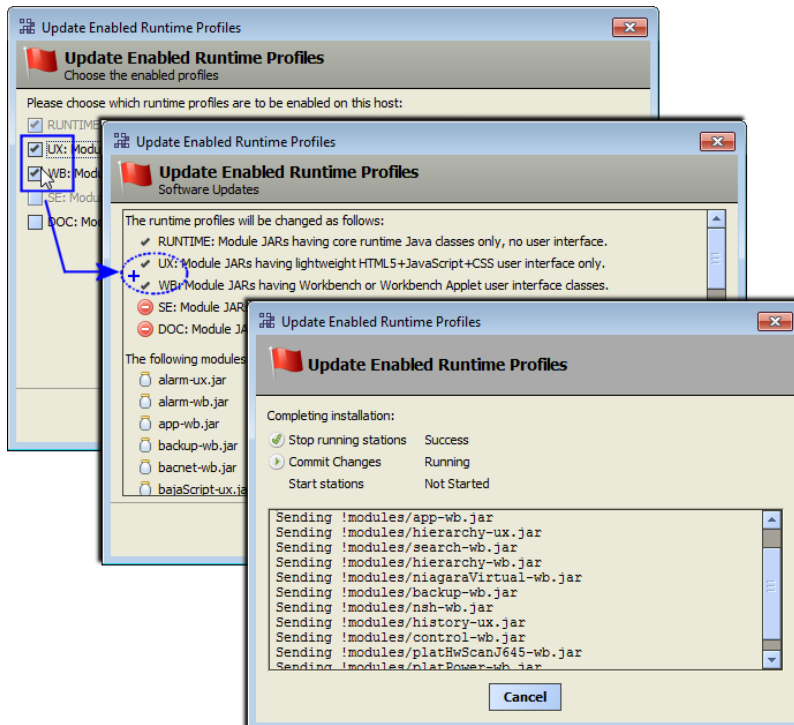 Update Enabled Runtime Profiles
Update Enabled Runtime Profiles
Choose the enabled profiles
Please choose which runtime profiles are to be enabled on this host:
RUNTIME
UX:
WB:
SE:
DOC:
Update Enabled Runtime Profiles
Update Enabled Runtime Profiles
Software Updates
The runtime profiles will be changed as follows:
RUNTIME: Module JARs having core runtime Java classes only, no user interface.
UX: Module JARs having lightweight HTML5+JavaScript+CSS user interface only.
WB: Module JARs having Workbench or Workbench Applet user interface classes.
SE: Module JAR
DOC: Module JA
The following modules
alarm-ux.jar
alarm-wb.jar
app-wb.jar
backup-wb.jar
bacnet-wb.jar
bajaScript-ux.ja
Update Enabled Runtime Profiles
Update Enabled Runtime Profiles
Completing installation:
Stop running stations Success
Commit Changes Running
Start stations Not Started
Sending !modules/app-wb.jar
Sending !modules/hierarchy-ux.jar
Sending !modules/search-wb.jar
Sending !modules/hierarchy-wb.jar
Sending !modules/niagaraVirtual-wb.jar
Sending !modules/backup-wb.jar
Sending !modules/nsh-wb.jar
Sending !modules/history-ux.jar
Sending !modules/control-wb.jar
Sending !modules/platHwScanJ645-wb.jar
Sending !modules/platPower-wb.jar
Cancel